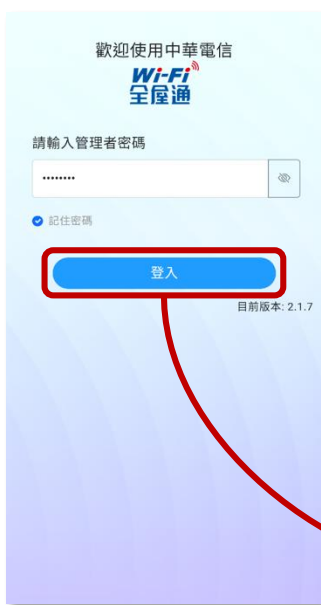 歡迎使用中華電信
Wi-Fi
全屋通
請輸入管理者密碼
••••••••
記住密碼
登入
目前版本: 2.1.7